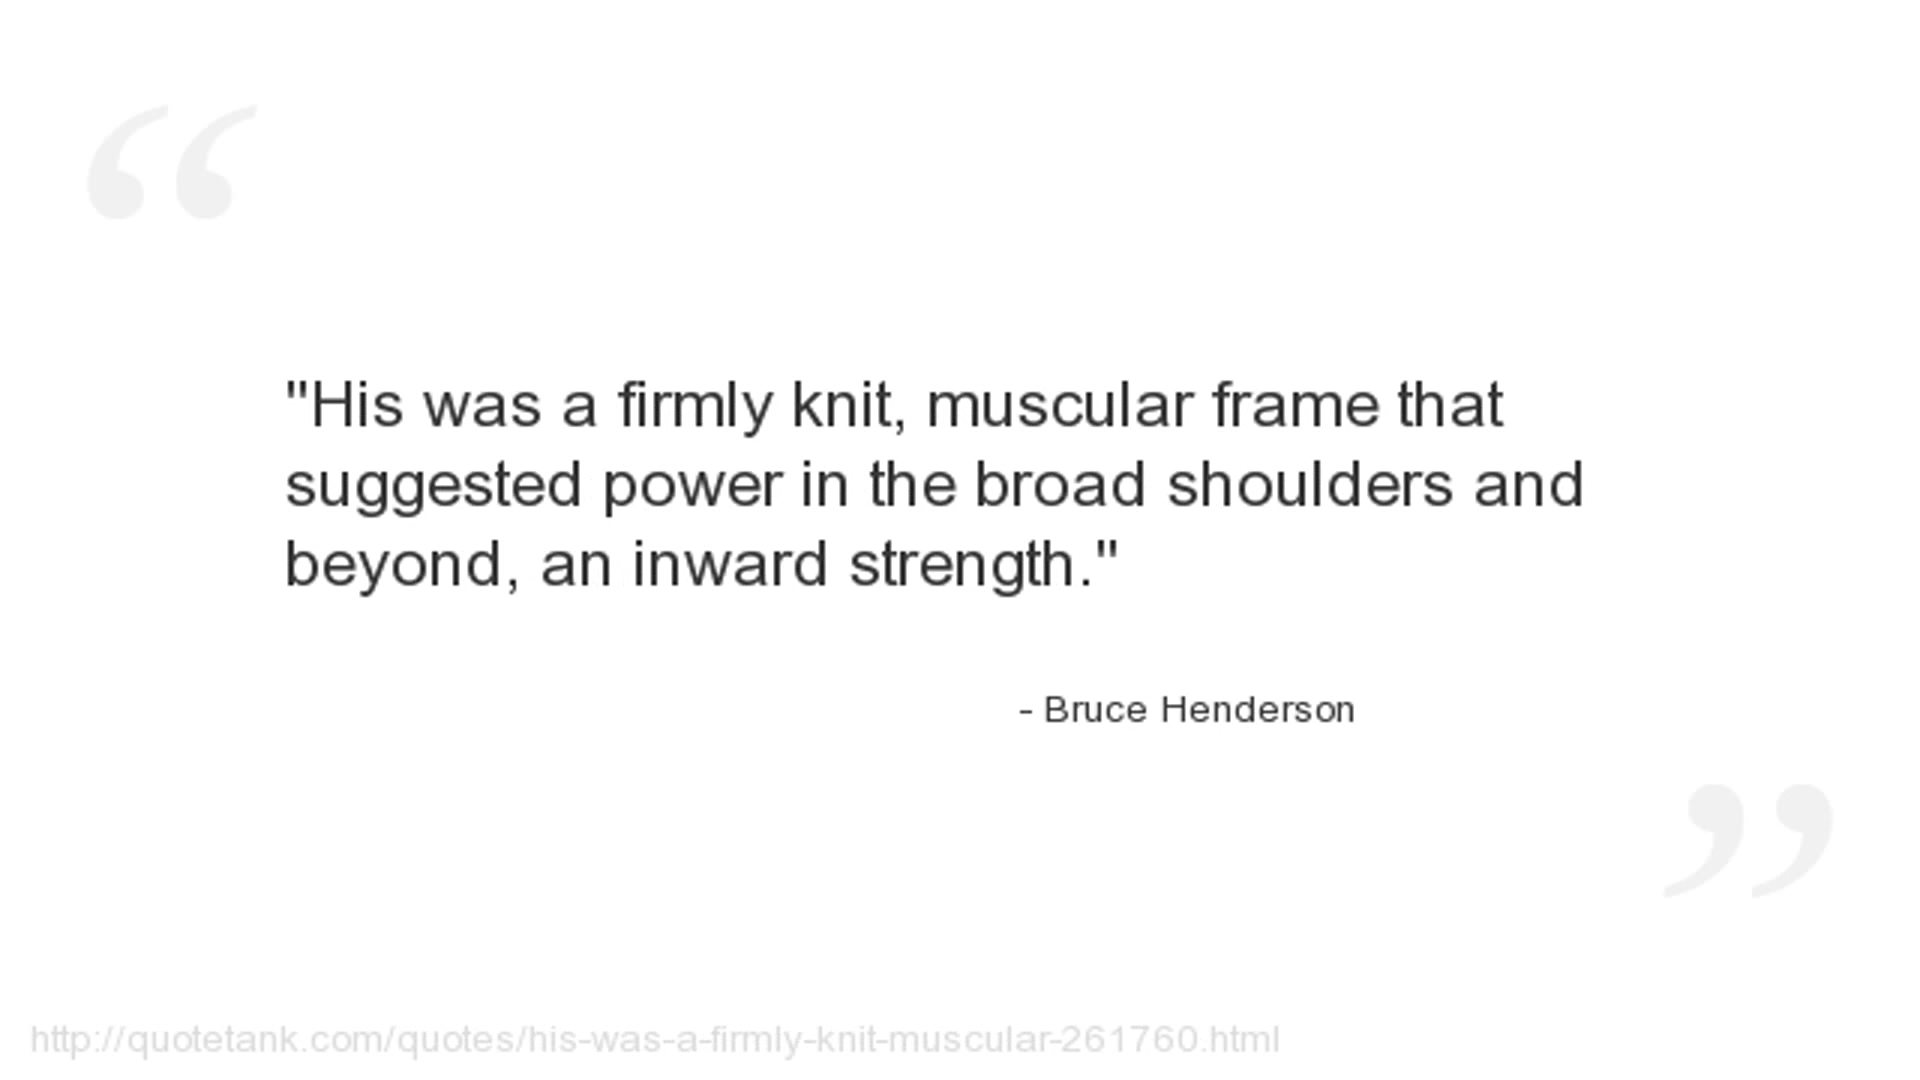 "His was a firmly knit, muscular frame that
suggested power in the broad shoulders and
beyond, an inward strength."
- Bruce Henderson
http://quotetank.com/quotes/his-was-a-firmly-knit-muscular-261760.html